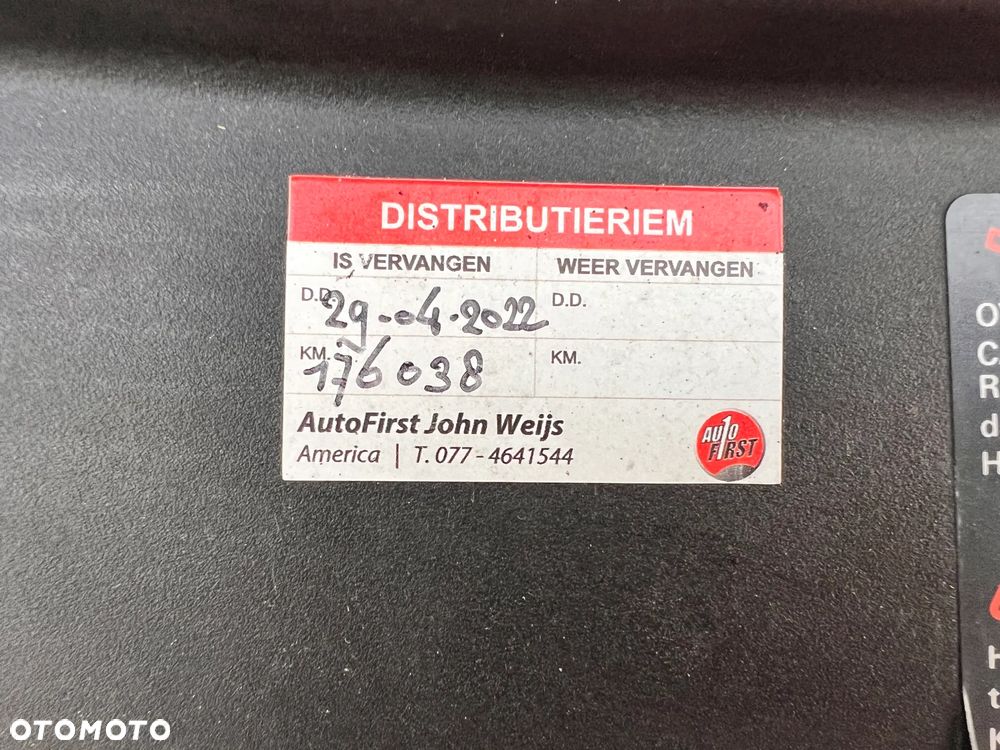 DISTRIBUTIERIEM
IS VERVANGEN WEER VERVANGEN
D.D. 29-04-2022 D.D.
KM. 176038 KM.
AutoFirst John Weijs
America | T. 077 - 4641544
AUTO F1RST
O
C
R
d
H
H
t
K
OTOMOTO